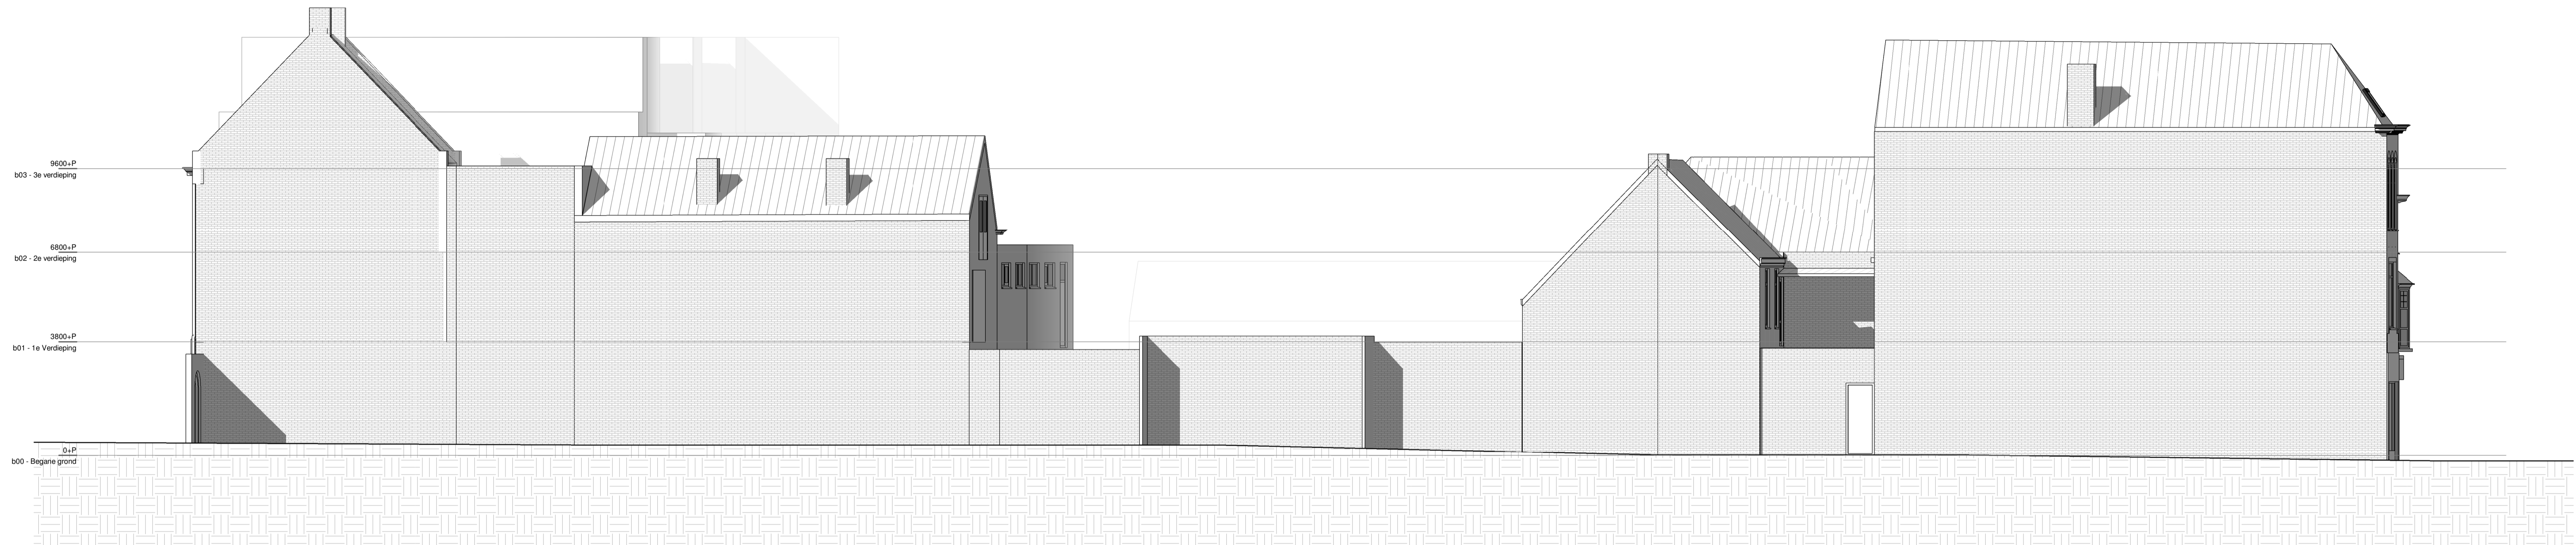 9600+P
b03 - 3e verdieping
6800+P
b02 - 2e verdieping
3800+P
b01 - 1e Verdieping
0+P
b00 - Begane grond